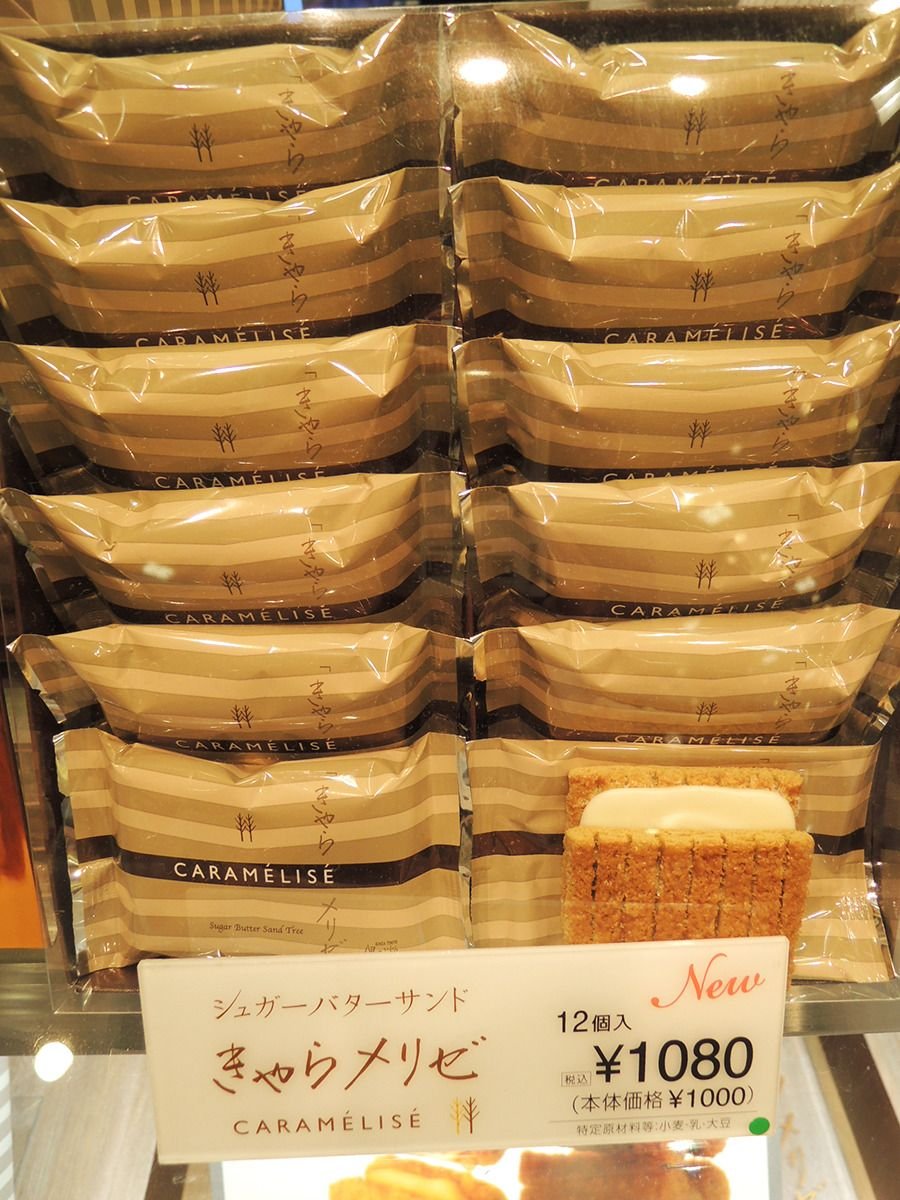 「きゃら
CARAMÉLISÉ
「きゃら
CARAMÉLISÉ
「きゃら
CARAMÉLISÉ
「きゃら
CARAMÉLISÉ
「きゃら
CARAMÉLISÉ
「きゃら
CARAMÉLISÉ
「きゃら
CARAMÉLISÉ
「きゃら
CARAMÉLISÉ
「きゃら
CARAMÉLISÉ
「きゃら
CARAMÉLISÉ
「きゃらメリゼ
CARAMÉLISÉ
Sugar Butter Sand Tree
シュガーバターサンド
きゃらメリゼ
CARAMÉLISÉ
New
12個入
税込 ¥1080
(本体価格 ¥1000)
特定原材料等:小麦・乳・大豆